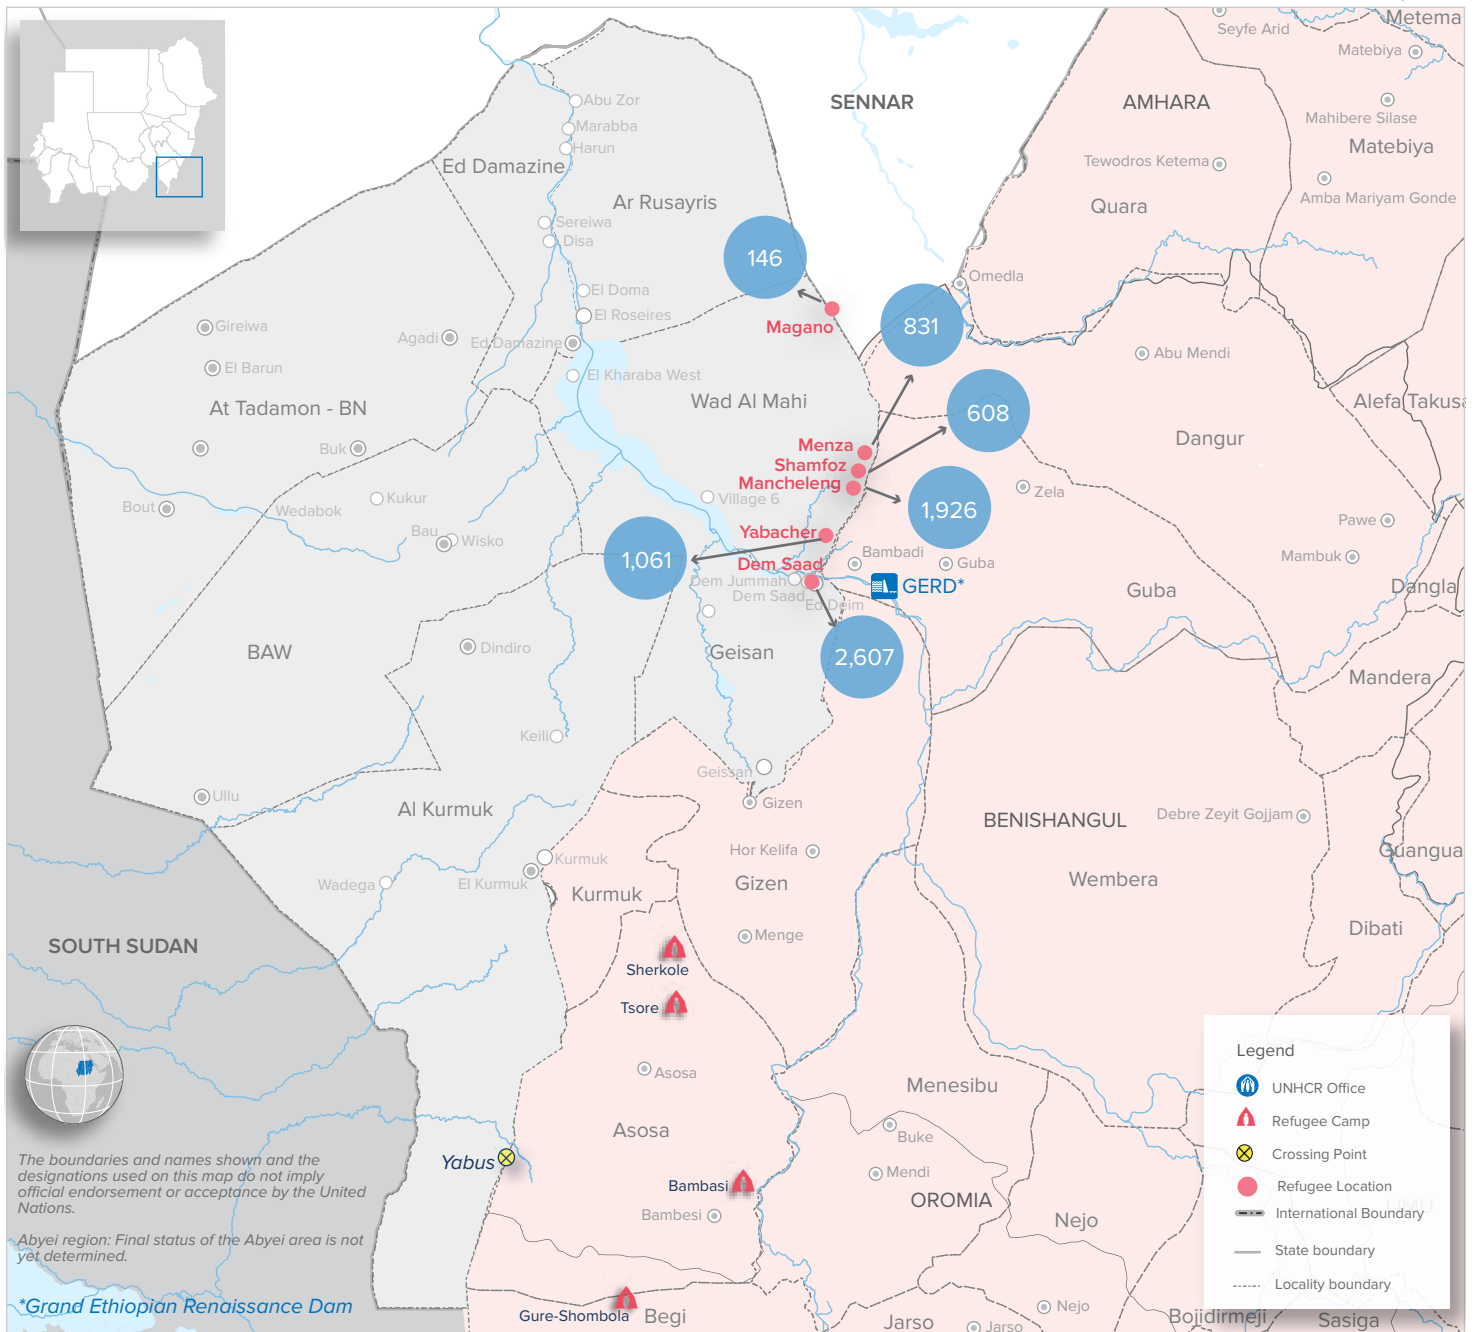 Metema
Seyfe Arid
Matebiya
SENNAR
AMHARA
Abu Zor
Mahibere Silase
Marabba
Harun
Matebiya
Ed Damazine
Tewodros Ketema
Ar Rusayris
Quara
Amba Mariyam Gonde
Sereiwa
Disa
146
Omedla
El Doma
El Roseires
Magano
831
Gireiwa
Agadi
Ed Damazine
Abu Mendi
El Barun
El Kharaba West
At Tadamon - BN
Wad Al Mahi
608
Alefa Takusa
Dangur
Buk
Menza
Shamfoz
Mancheleng
Zela
Kukur
Village 6
Bout
Wedabok
1,926
Pawe
Bau
Wisko
Yabacher
Bambadi
Mambuk
1,061
Dem Saad
Guba
Dem Jummah
GERD*
Dem Saad
Ed Deim
Guba
Dangla
BAW
Dindiro
Geisan
2,607
Mandera
Keili
Geissan
Ullu
Gizen
Al Kurmuk
BENISHANGUL
Debre Zeyit Gojjam
Hor Kelifa
Guangua
Kurmuk
Wadega
El Kurmuk
Kurmuk
Gizen
Wembera
Dibati
SOUTH SUDAN
Menge
Sherkole
Tsore
Asosa
Menesibu
Asosa
Buke
Yabus
Mendi
Bambasi
OROMIA
Bambesi
Nejo
Legend
UNHCR Office
Refugee Camp
Crossing Point
Refugee Location
International Boundary
State boundary
Locality boundary
The boundaries and names shown and the
designations used on this map do not imply
official endorsement or acceptance by the United
Nations.
Abyei region: Final status of the Abyei area is not
yet determined.
*Grand Ethiopian Renaissance Dam
Gure-Shombola
Begi
Nejo
Jarso
Jarso
Bojidirmeji
Sasiga